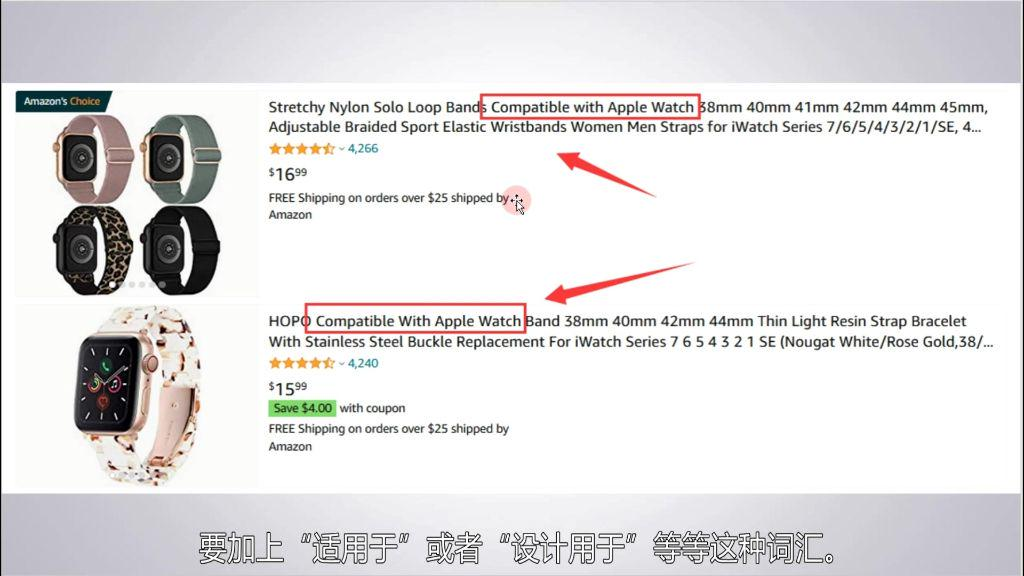 Amazon's Choice
Stretchy Nylon Solo Loop Bands Compatible with Apple Watch 38mm 40mm 41mm 42mm 44mm 45mm,
Adjustable Braided Sport Elastic Wristbands Women Men Straps for iWatch Series 7/6/5/4/3/2/1/SE, 4...
4,266
$16.99
FREE Shipping on orders over $25 shipped by
Amazon
HOPO Compatible With Apple Watch Band 38mm 40mm 42mm 44mm Thin Light Resin Strap Bracelet
With Stainless Steel Buckle Replacement For iWatch Series 7 6 5 4 3 2 1 SE (Nougat White/Rose Gold,38/...
4,240
$15.99
Save $4.00 with coupon
FREE Shipping on orders over $25 shipped by
Amazon
要加上“适用于”或者“设计用于”等等这种词汇。